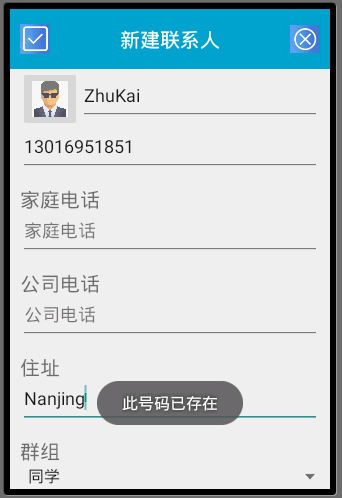 新建联系人
ZhuKai
13016951851
家庭电话
家庭电话
公司电话
公司电话
住址
Nanjing
此号码已存在
群组
同学